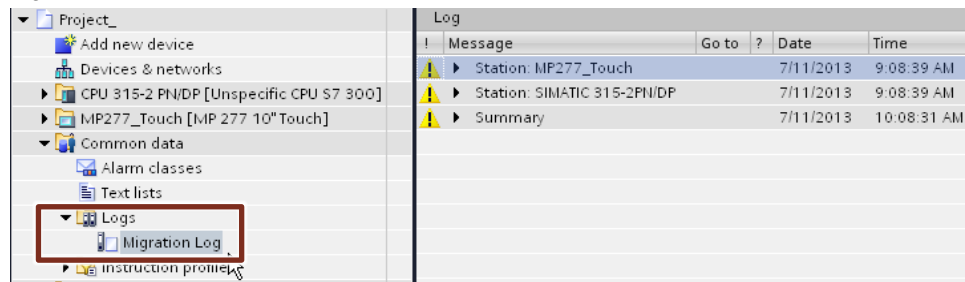 Project_
Add new device
Devices & networks
CPU 315-2 PN/DP [Unspecific CPU S7 300]
MP277_Touch [MP 277 10" Touch]
Common data
Alarm classes
Text lists
Logs
Migration Log
Instruction profile
Log
! Message Go to ? Date Time
Station: MP277_Touch 7/11/2013 9:08:39 AM
Station: SIMATIC 315-2PN/DP 7/11/2013 9:08:39 AM
Summary 7/11/2013 10:08:31 AM